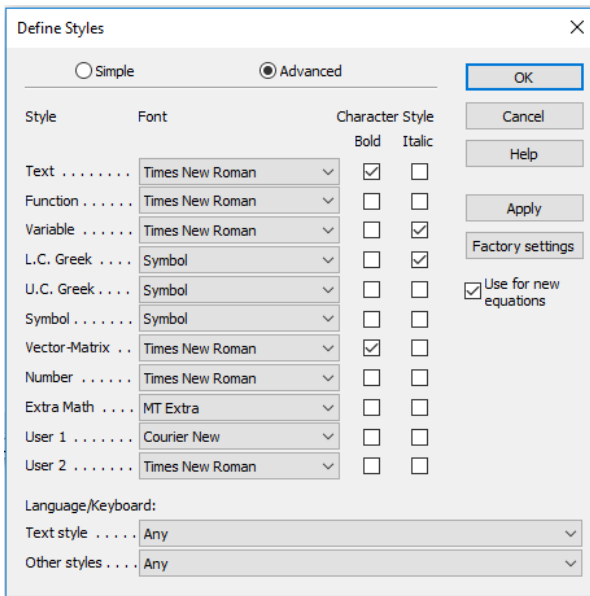 Define Styles
Simple Advanced OK
Style Font Character Style Cancel
Bold Italic
Help
Text . . . . . . . . Times New Roman
Function . . . . . . Times New Roman Apply
Variable . . . . . . Times New Roman
L.C. Greek . . . . Symbol Factory settings
U.C. Greek . . . . Symbol Use for new
equations
Symbol . . . . . . . Symbol
Vector-Matrix . . Times New Roman
Number . . . . . . Times New Roman
Extra Math . . . . MT Extra
User 1 . . . . . . . Courier New
User 2 . . . . . . . Times New Roman
Language/Keyboard:
Text style . . . . . Any
Other styles . . . . Any